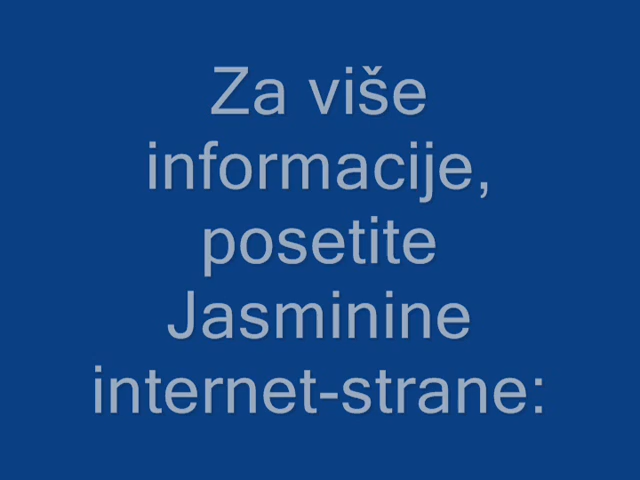 Za više
informacije,
posetite
Jasminine
internet-strane: